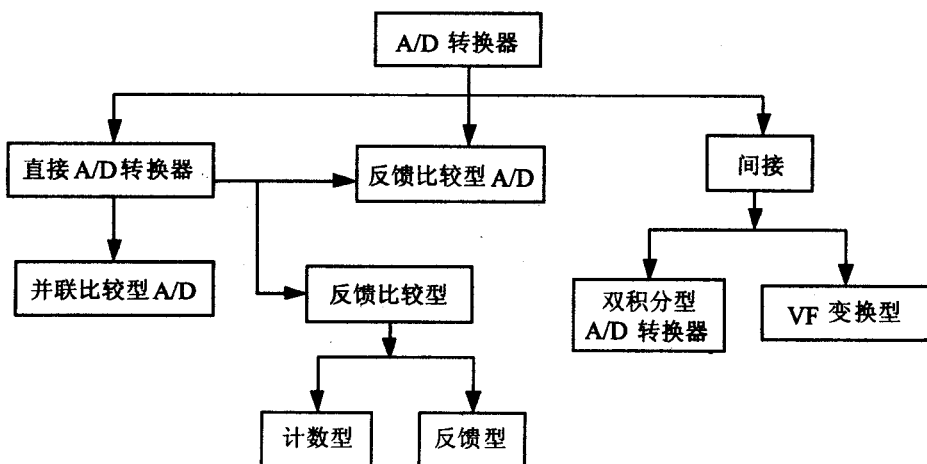 A/D 转换器
直接 A/D 转换器
反馈比较型 A/D
间接
并联比较型 A/D
反馈比较型
双积分型
A/D 转换器
VF 变换型
计数型
反馈型